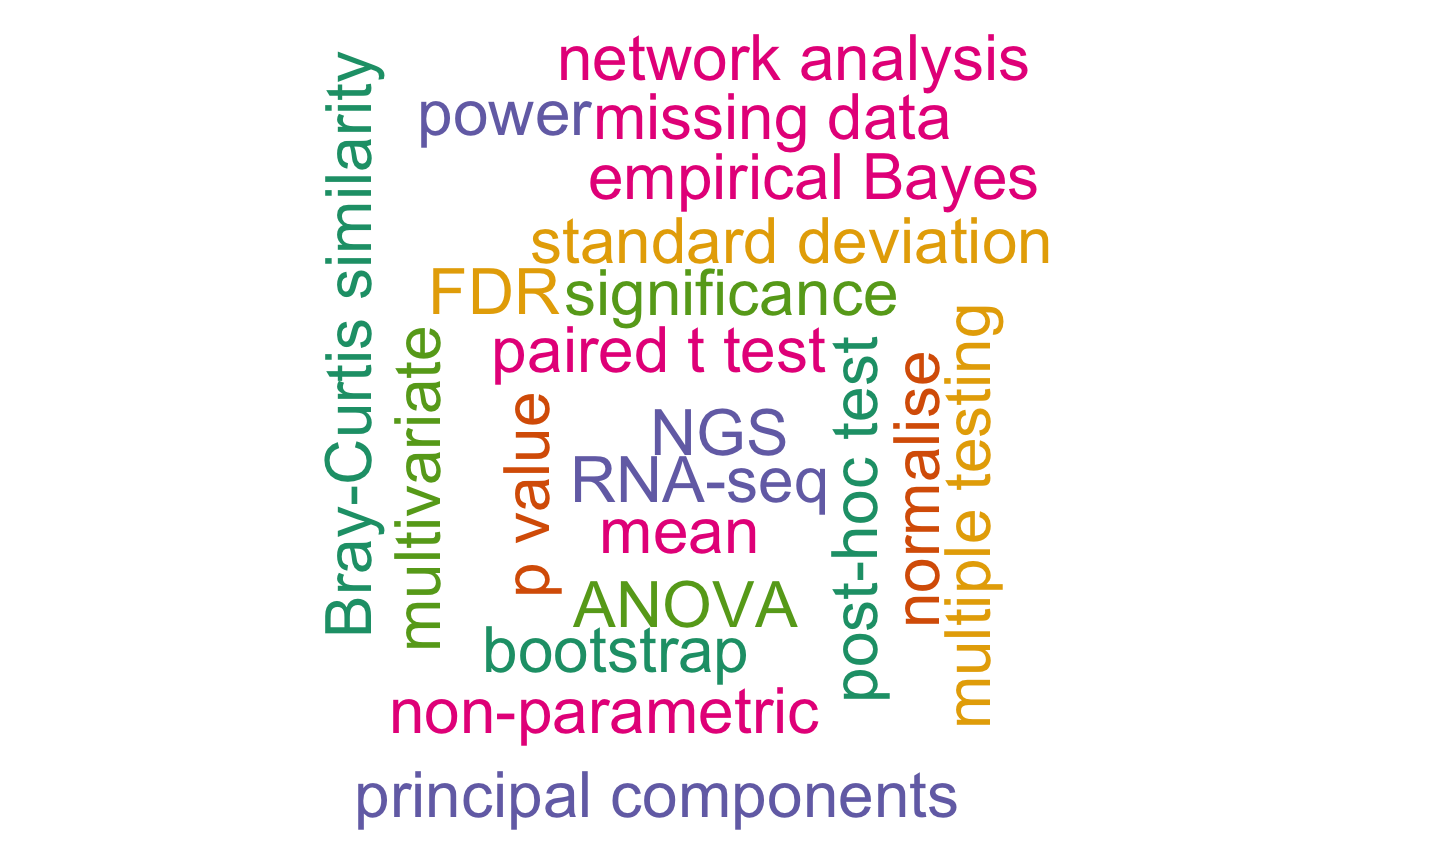 network analysis
power
missing data
empirical Bayes
standard deviation
FDR
significance
paired t test
Bray-Curtis similarity
multivariate
p value
NGS
RNA-seq
mean
ANOVA
post-hoc test
normalise
multiple testing
bootstrap
non-parametric
principal components